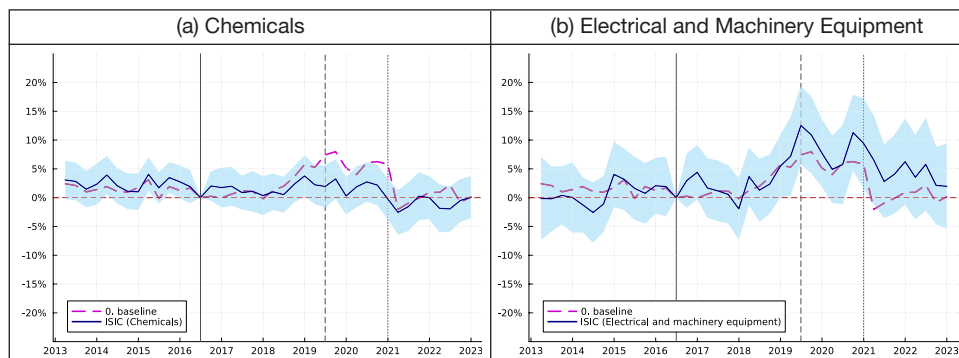 (a) Chemicals
(b) Electrical and Machinery Equipment
20%
15%
10%
5%
0%
-5%
-10%
-15%
-20%
0. baseline
ISIC (Chemicals)
2013 2014 2015 2016 2017 2018 2019 2020 2021 2022 2023
20%
15%
10%
5%
0%
-5%
-10%
-15%
-20%
0. baseline
ISIC (Electrical and machinery equipment)
2013 2014 2015 2016 2017 2018 2019 2020 2021 2022 2023